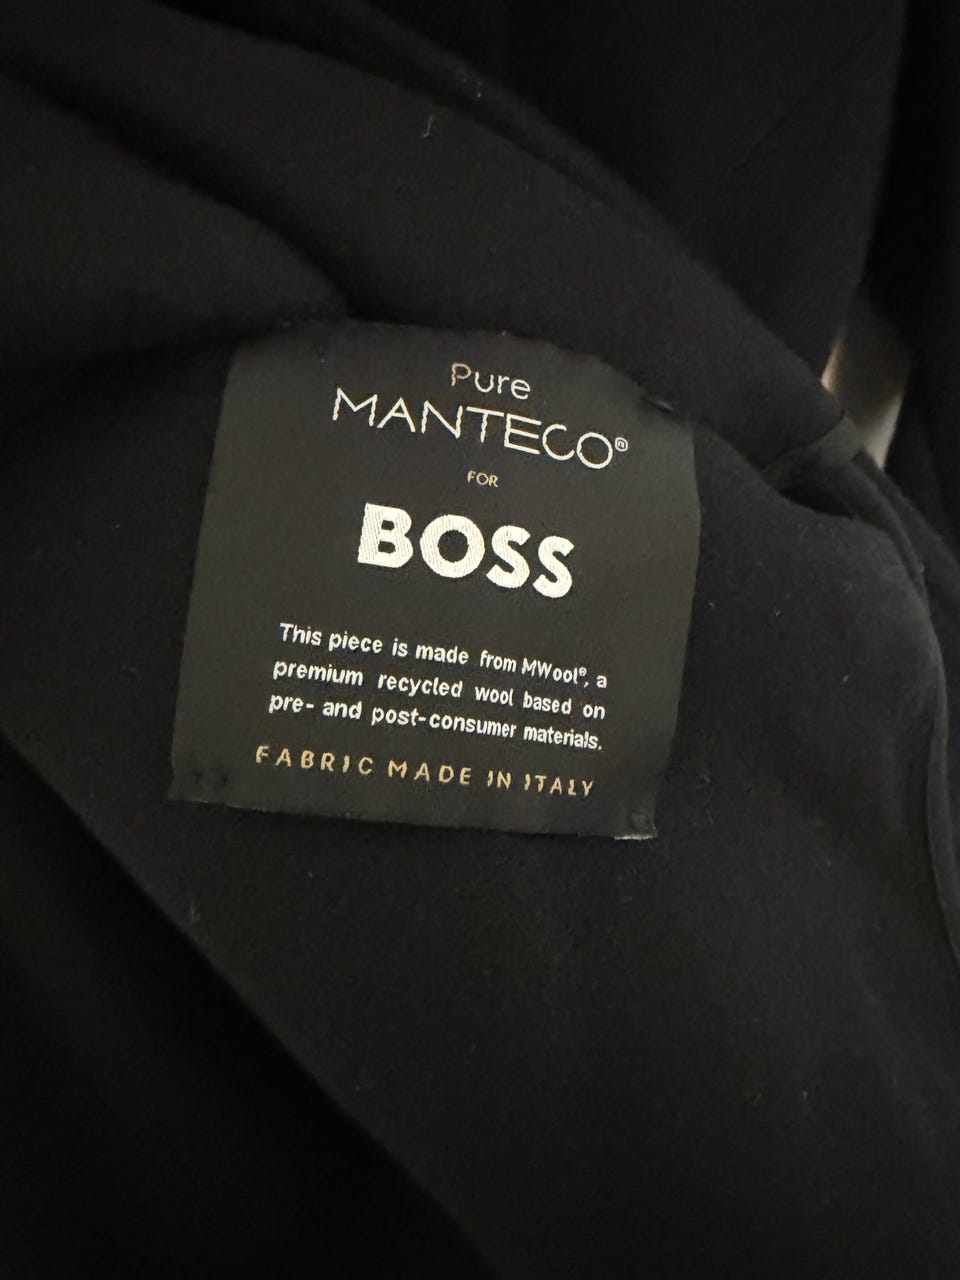 Pure
MANTECO®
FOR
BOSS
This piece is made from MWool®, a
premium recycled wool based on
pre- and post-consumer materials.
FABRIC MADE IN ITALY